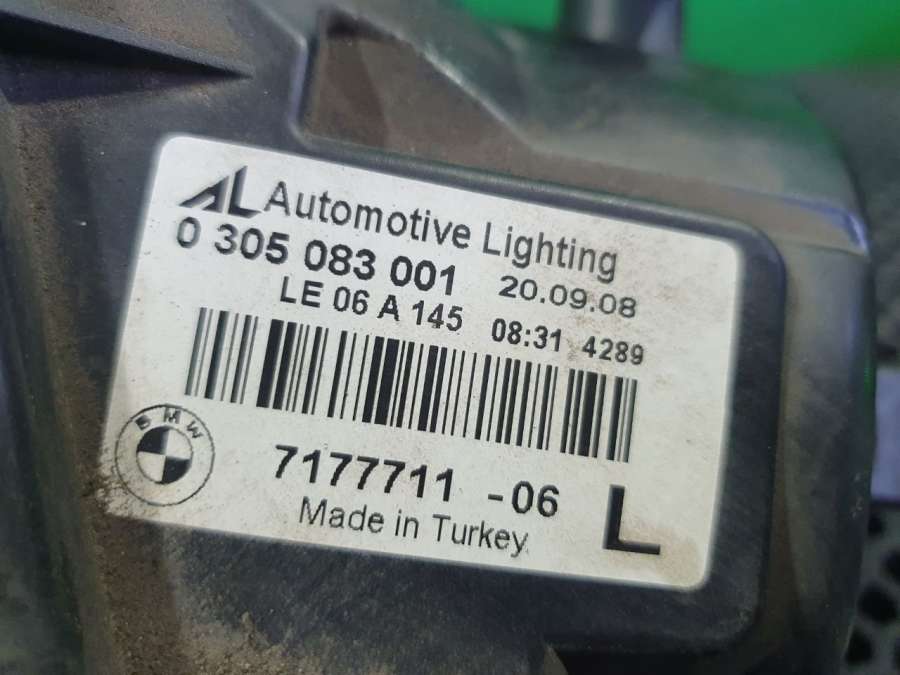 AL Automotive Lighting
0 305 083 001 20.09.08
LE 06 A 145 08:31 4289
BMW
7177711 -06 L
Made in Turkey